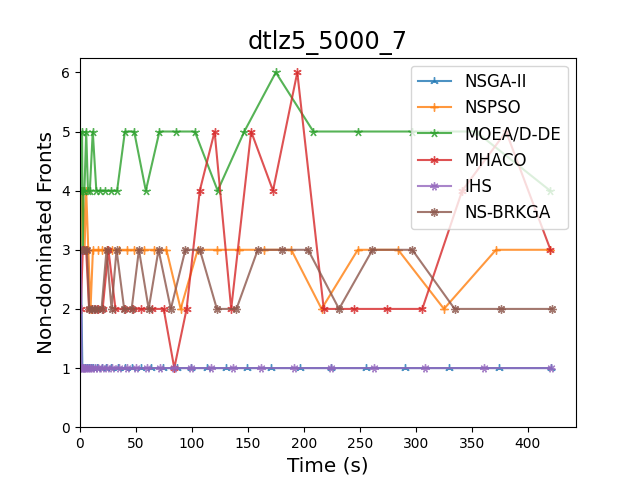 dtlz5_5000_7
Non-dominated Fronts
6
5
4
3
2
1
0
0 50 100 150 200 250 300 350 400
Time (s)
NSGA-II
NSPSO
MOEA/D-DE
MHACO
IHS
NS-BRKGA